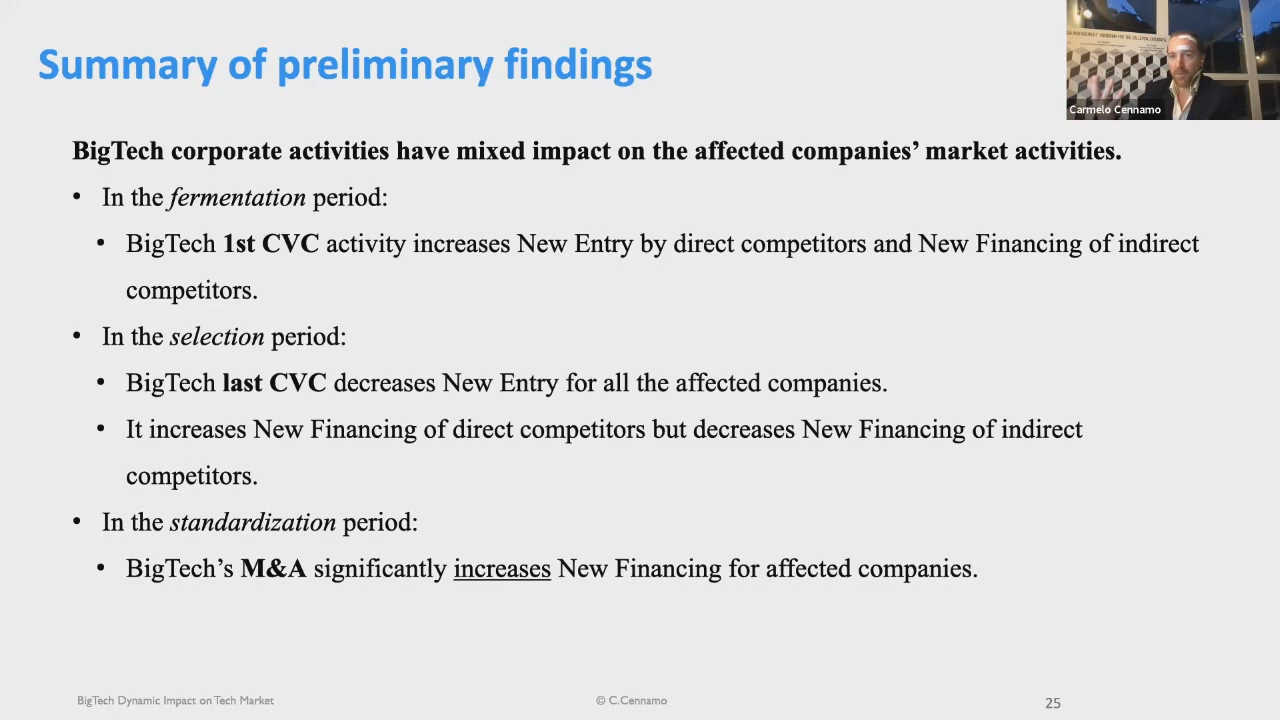 Summary of preliminary findings
Carmelo Cennamo
BigTech corporate activities have mixed impact on the affected companies’ market activities.
• In the fermentation period:
• BigTech 1st CVC activity increases New Entry by direct competitors and New Financing of indirect
competitors.
• In the selection period:
• BigTech last CVC decreases New Entry for all the affected companies.
• It increases New Financing of direct competitors but decreases New Financing of indirect
competitors.
• In the standardization period:
• BigTech’s M&A significantly increases New Financing for affected companies.
BigTech Dynamic Impact on Tech Market
© C.Cennamo
25